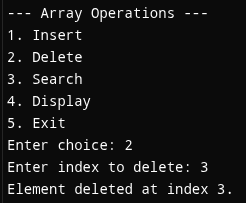 --- Array Operations ---
1. Insert
2. Delete
3. Search
4. Display
5. Exit
Enter choice: 2
Enter index to delete: 3
Element deleted at index 3.